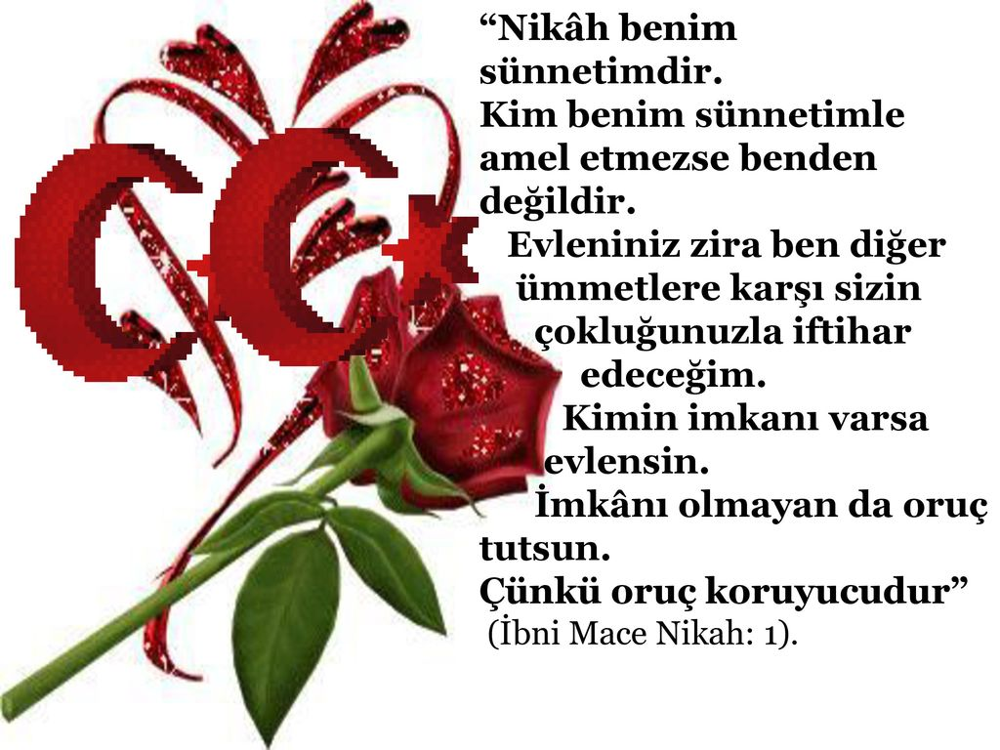 “Nikâh benim
sünnetimdir.
Kim benim sünnetimle
amel etmezse benden
değildir.
Evleniniz zira ben diğer
ümmetlere karşı sizin
çokluğunuzla iftihar
edeceğim.
Kimin imkanı varsa
evlensin.
İmkânı olmayan da oruç
tutsun.
Çünkü oruç koruyucudur”
(İbni Mace Nikah: 1).